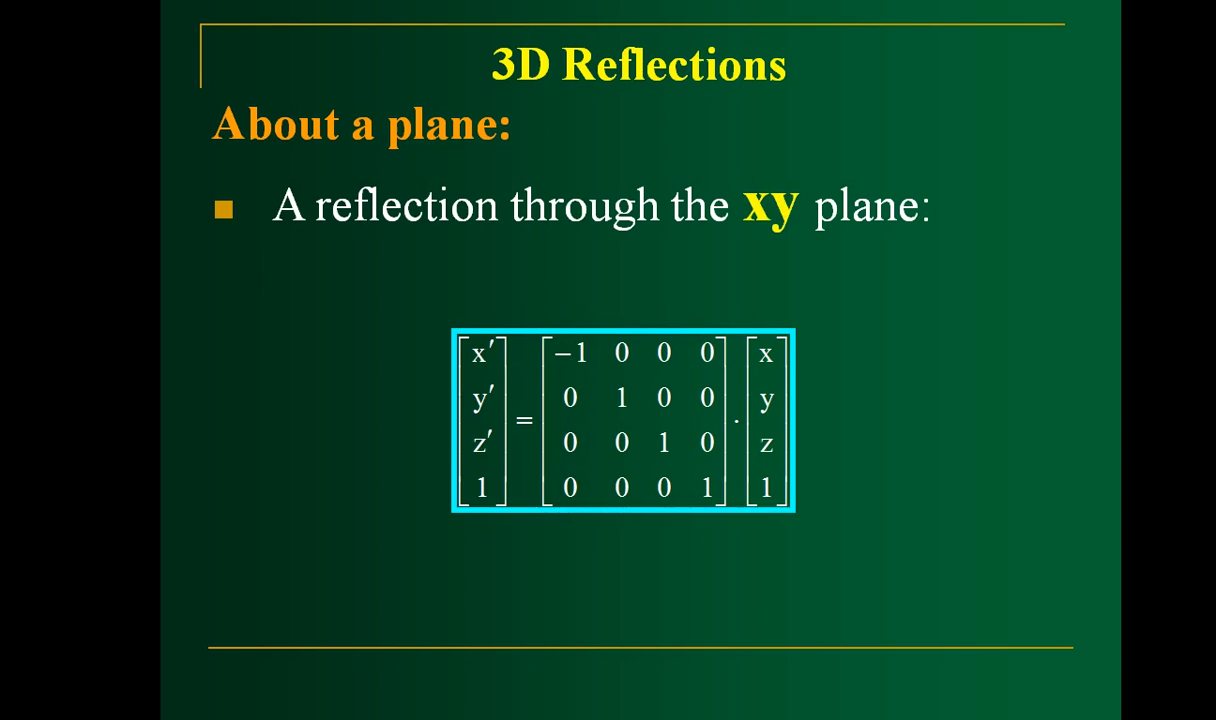 3D Reflections
About a plane:
■ A reflection through the xy plane:
x′ −1 0 0 0 x
y′ 0 1 0 0 y
= ·
z′ 0 0 1 0 z
1 0 0 0 1 1